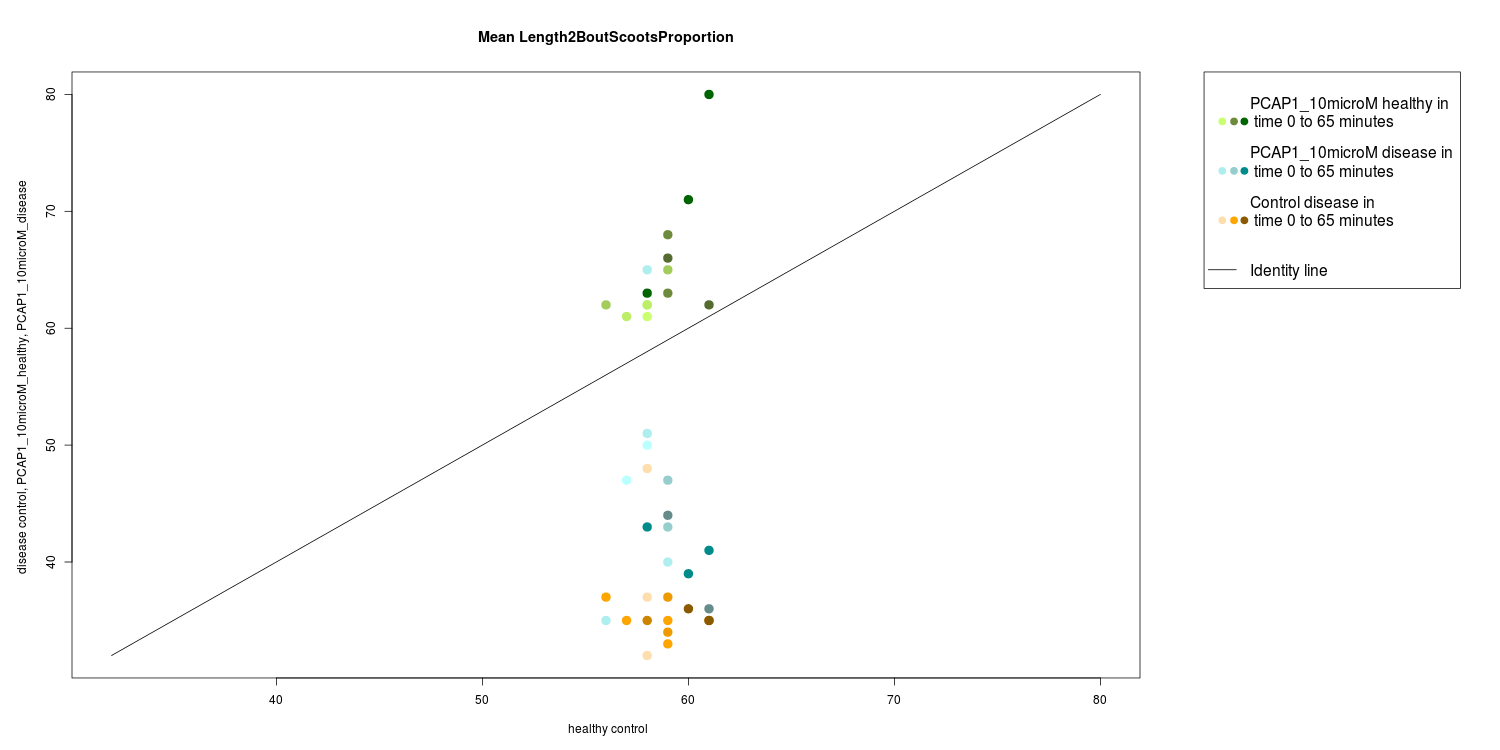 Mean Length2BoutScootsProportion
disease control, PCAP1_10microM_healthy, PCAP1_10microM_disease
80
70
60
50
40
40
50
60
70
80
healthy control
PCAP1_10microM healthy in
time 0 to 65 minutes
PCAP1_10microM disease in
time 0 to 65 minutes
Control disease in
time 0 to 65 minutes
Identity line